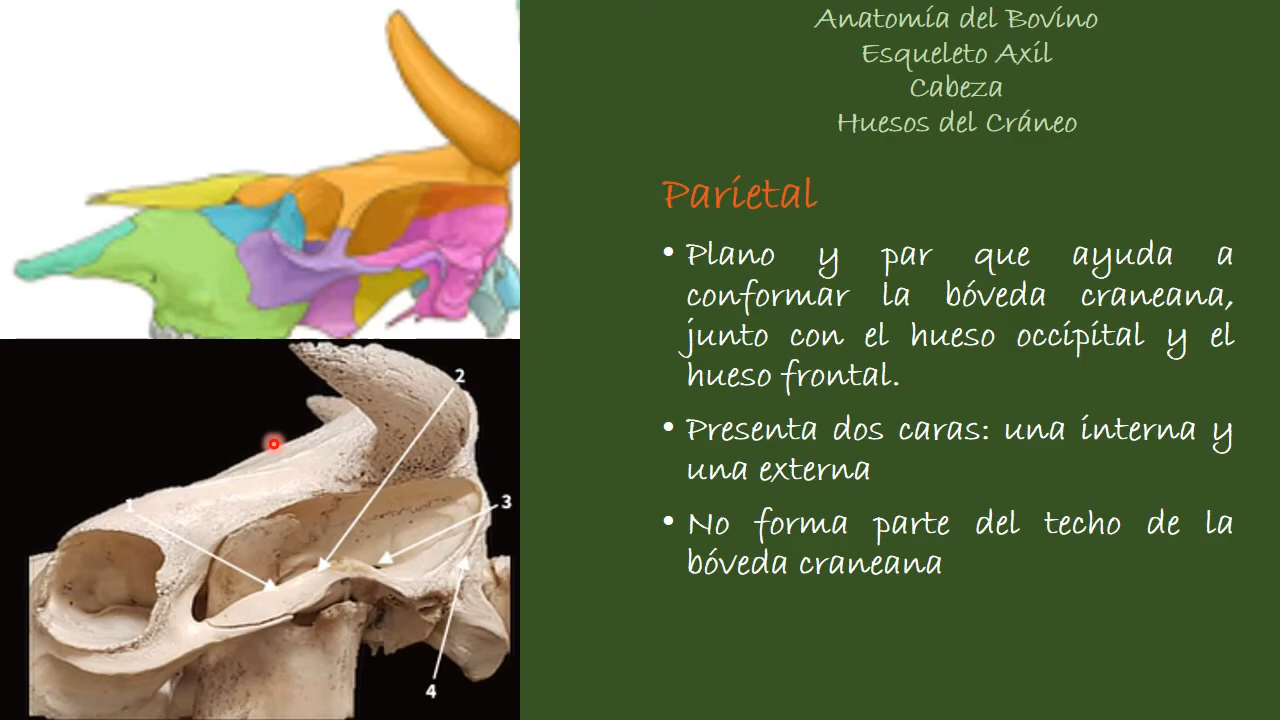 Anatomía del Bovino
Esqueleto Axil
Cabeza
Huesos del Cráneo
Parietal
• Plano y par que ayuda a
conformar la bóveda craneana,
junto con el hueso occipital y el
hueso frontal.
• Presenta dos caras: una interna y
una externa
• No forma parte del techo de la
bóveda craneana
2
1
3
4